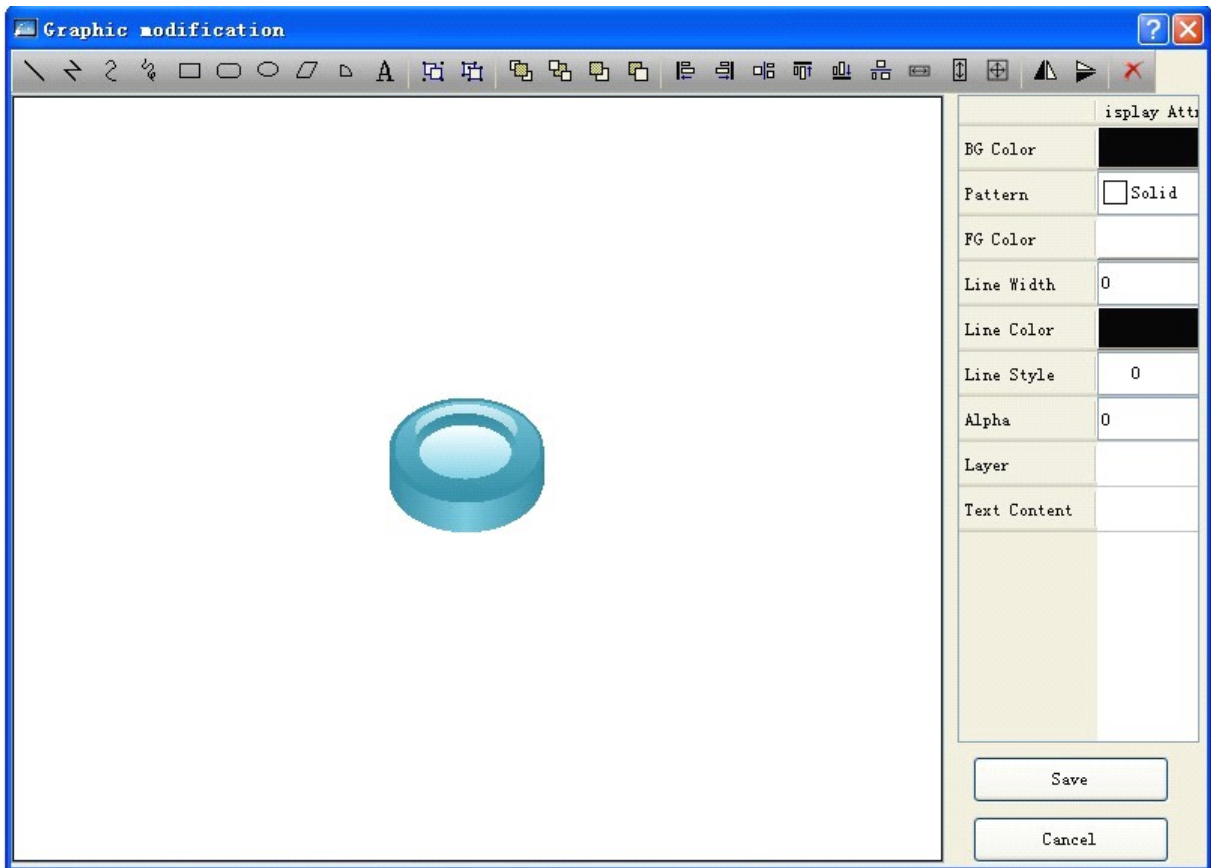 Graphic modification
A
isplay Attr
BG Color
Pattern Solid
FG Color
Line Width 0
Line Color
Line Style 0
Alpha 0
Layer
Text Content
Save
Cancel